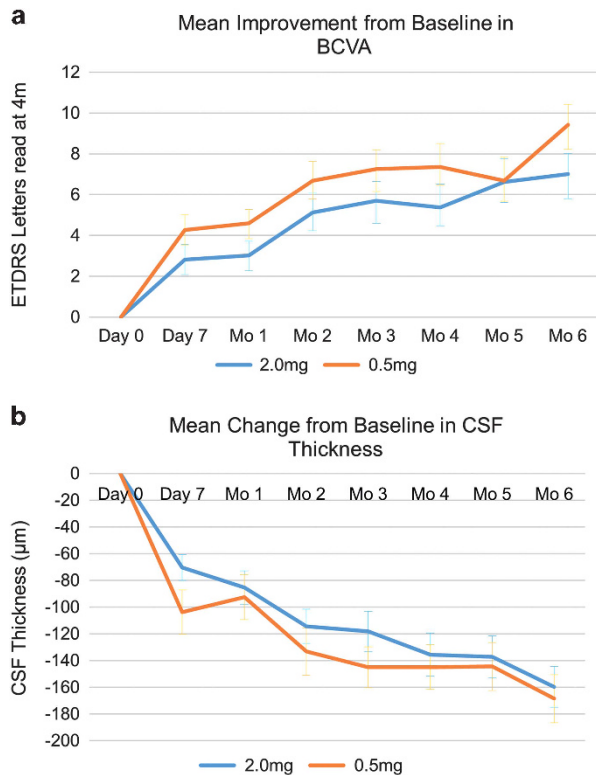 a
Mean Improvement from Baseline in
BCVA
ETDRS Letters read at 4m
12
10
8
6
4
2
0
Day 0 Day 7 Mo 1 Mo 2 Mo 3 Mo 4 Mo 5 Mo 6
2.0mg 0.5mg
b
Mean Change from Baseline in CSF
Thickness
CSF Thickness (µm)
0
Day 0 Day 7 Mo 1 Mo 2 Mo 3 Mo 4 Mo 5 Mo 6
-20
-40
-60
-80
-100
-120
-140
-160
-180
-200
2.0mg 0.5mg